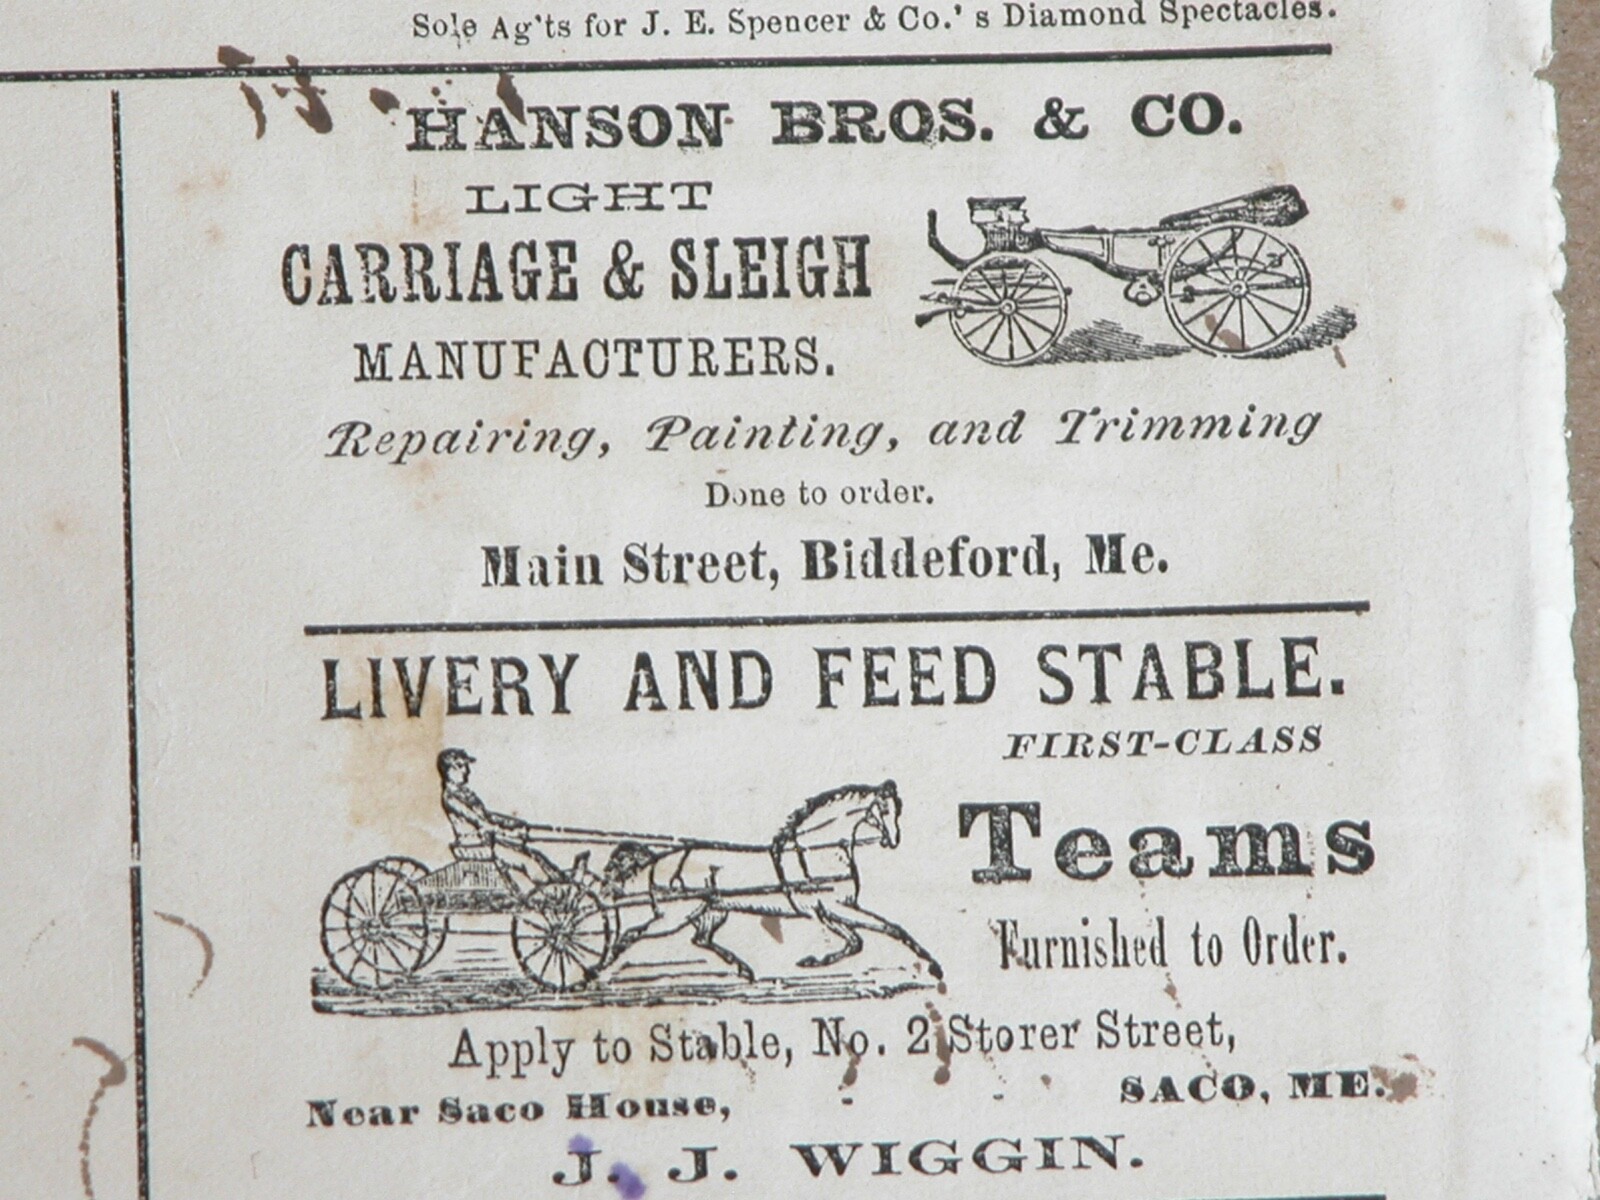 Sole Ag'ts for J. E. Spencer & Co.'s Diamond Spectacles.
HANSON BROS. & CO.
LIGHT
CARRIAGE & SLEIGH
MANUFACTURERS.
Repairing, Painting, and Trimming
Done to order.
Main Street, Biddeford, Me.
LIVERY AND FEED STABLE.
FIRST-CLASS
Teams
Furnished to Order.
Apply to Stable, No. 2 Storer Street,
Near Saco House, - - SACO, ME.
J. J. WIGGIN.